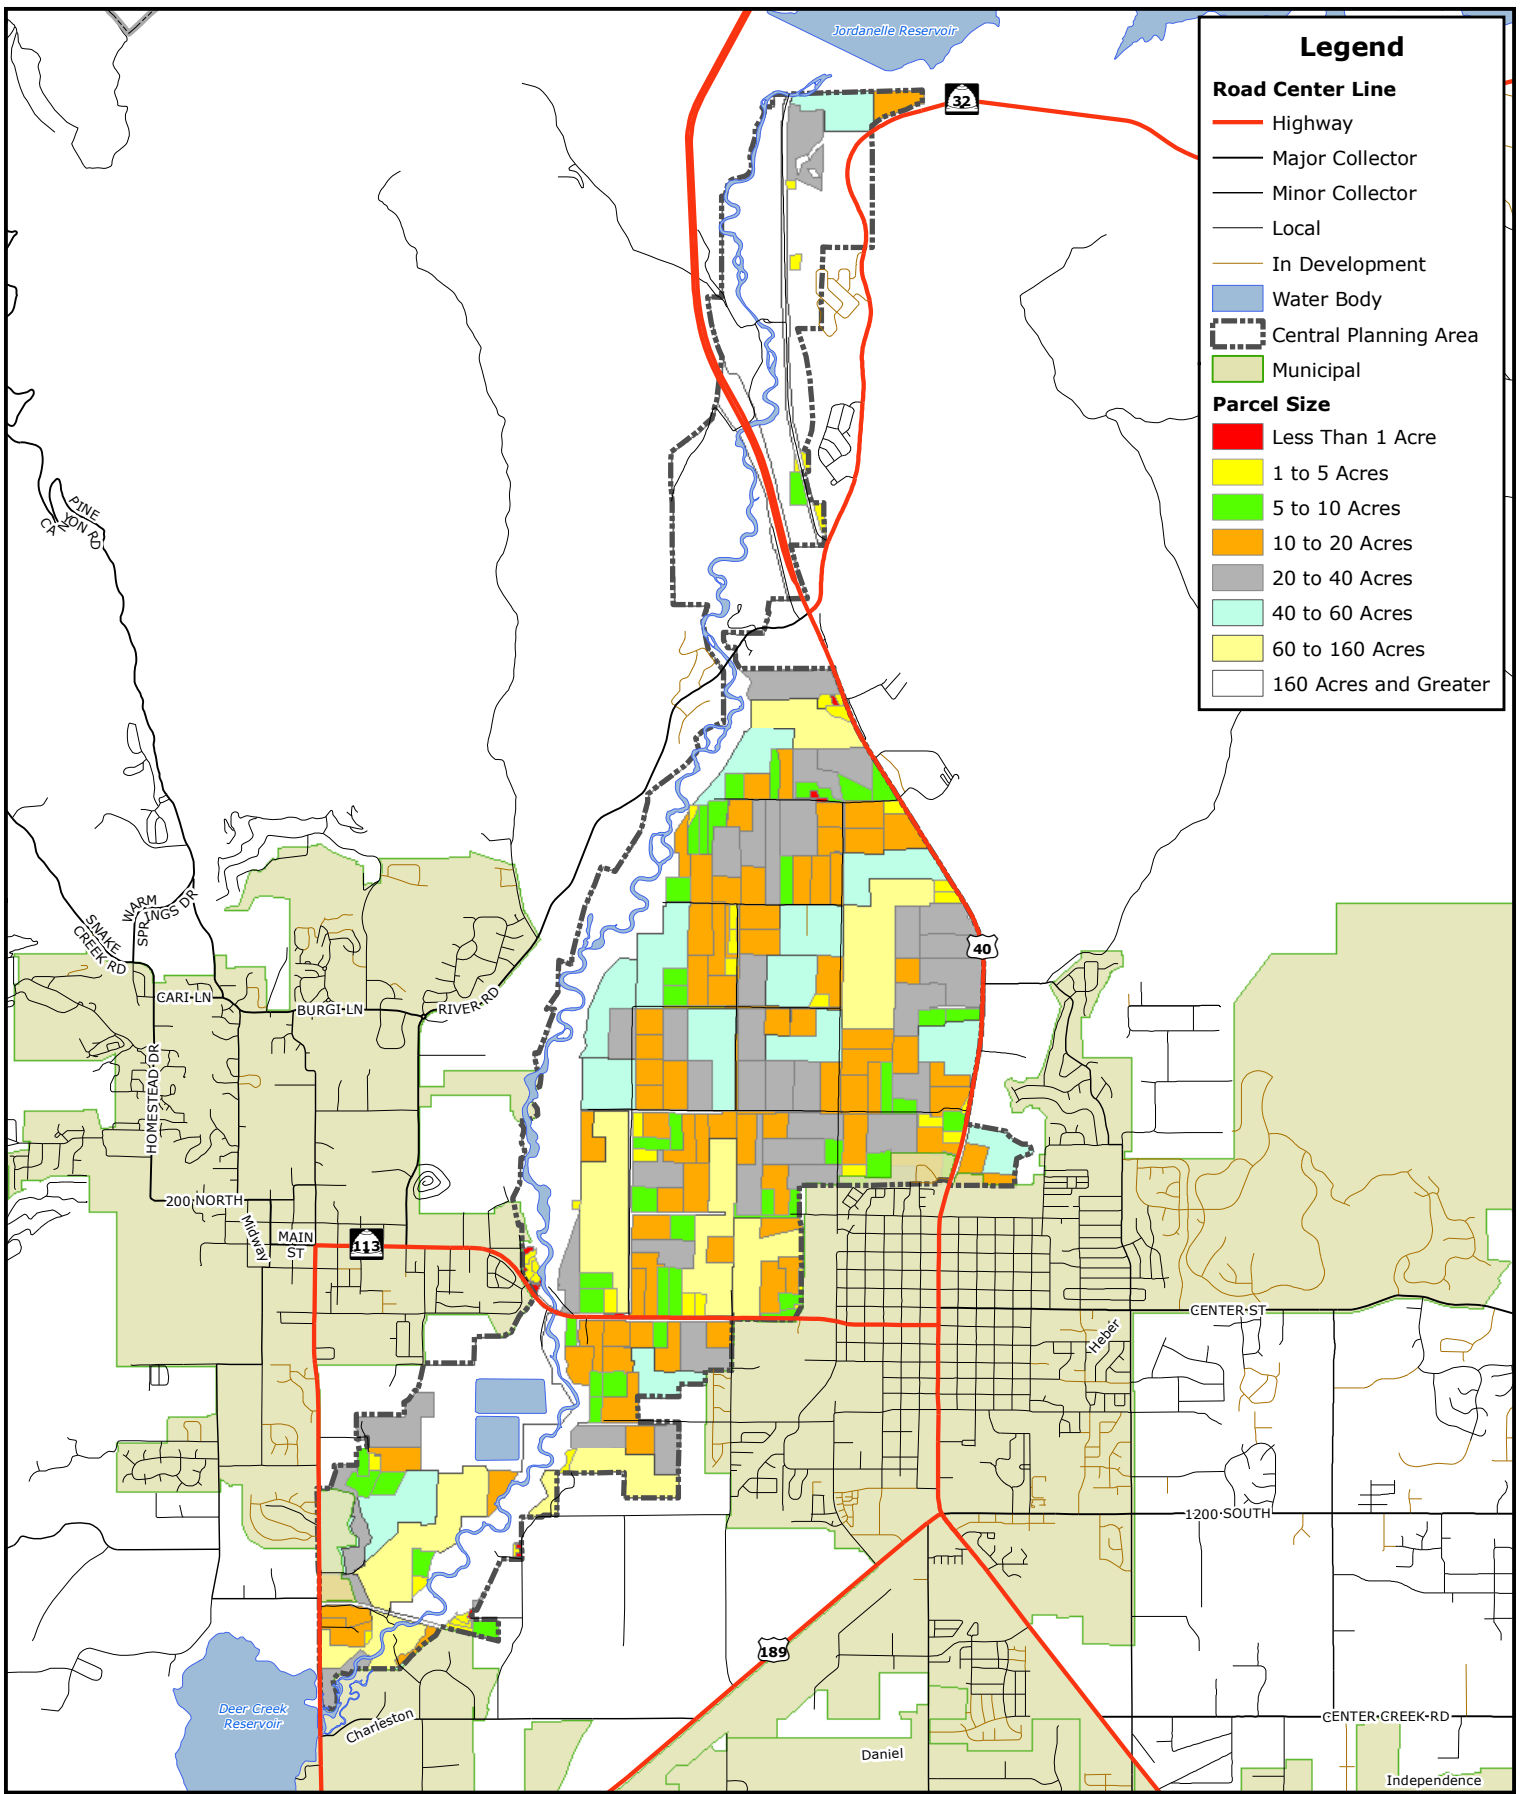 Jordanelle Reservoir
Legend
Road Center Line
Highway
Major Collector
Minor Collector
Local
In Development
Water Body
Central Planning Area
Municipal
Parcel Size
Less Than 1 Acre
1 to 5 Acres
5 to 10 Acres
10 to 20 Acres
20 to 40 Acres
40 to 60 Acres
60 to 160 Acres
160 Acres and Greater
32
PINE
CANYON RD
WARM
SPRINGS DR
SNAKE
CREEK RD
40
CARI LN
BURGI LN
RIVER RD
HOMESTEAD DR
200 NORTH
Midway
MAIN
ST
113
CENTER ST
Heber
1200 SOUTH
189
Deer Creek
Reservoir
Charleston
CENTER CREEK RD
Daniel
Independence